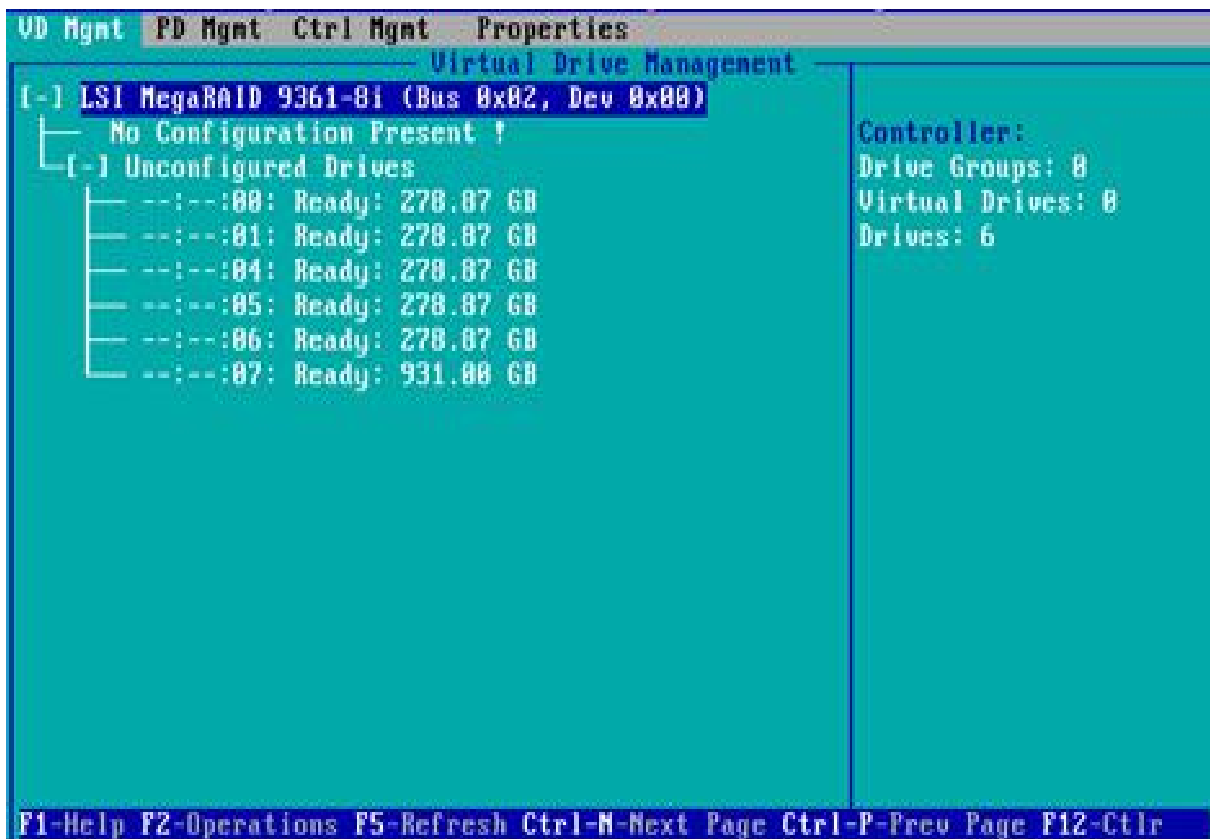 VD Mgmt PD Mgmt Ctrl Mgmt Properties
Virtual Drive Management
[-] LSI MegaRAID 9361-8i (Bus 0x02, Dev 0x00)
No Configuration Present !
[-] Unconfigured Drives
--:--:00: Ready: 278.87 GB
--:--:01: Ready: 278.87 GB
--:--:04: Ready: 278.87 GB
--:--:05: Ready: 278.87 GB
--:--:06: Ready: 278.87 GB
--:--:07: Ready: 931.00 GB
Controller:
Drive Groups: 0
Virtual Drives: 0
Drives: 6
F1-Help F2-Operations F5-Refresh Ctrl-N-Next Page Ctrl-P-Prev Page F12-Ctlr